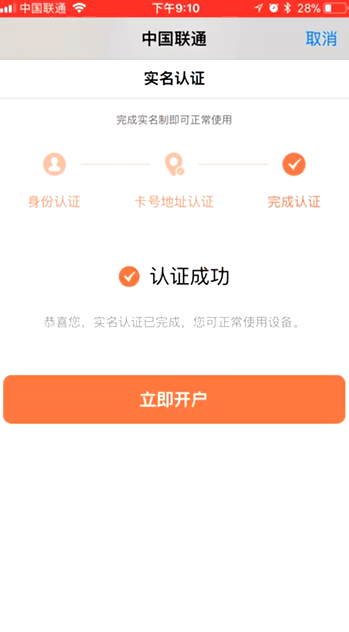 中国联通 下午9:10 28%
中国联通 取消
实名认证
完成实名制即可正常使用
身份认证 卡号地址认证 完成认证
认证成功
恭喜您，实名认证已完成，您可正常使用设备。
立即开户